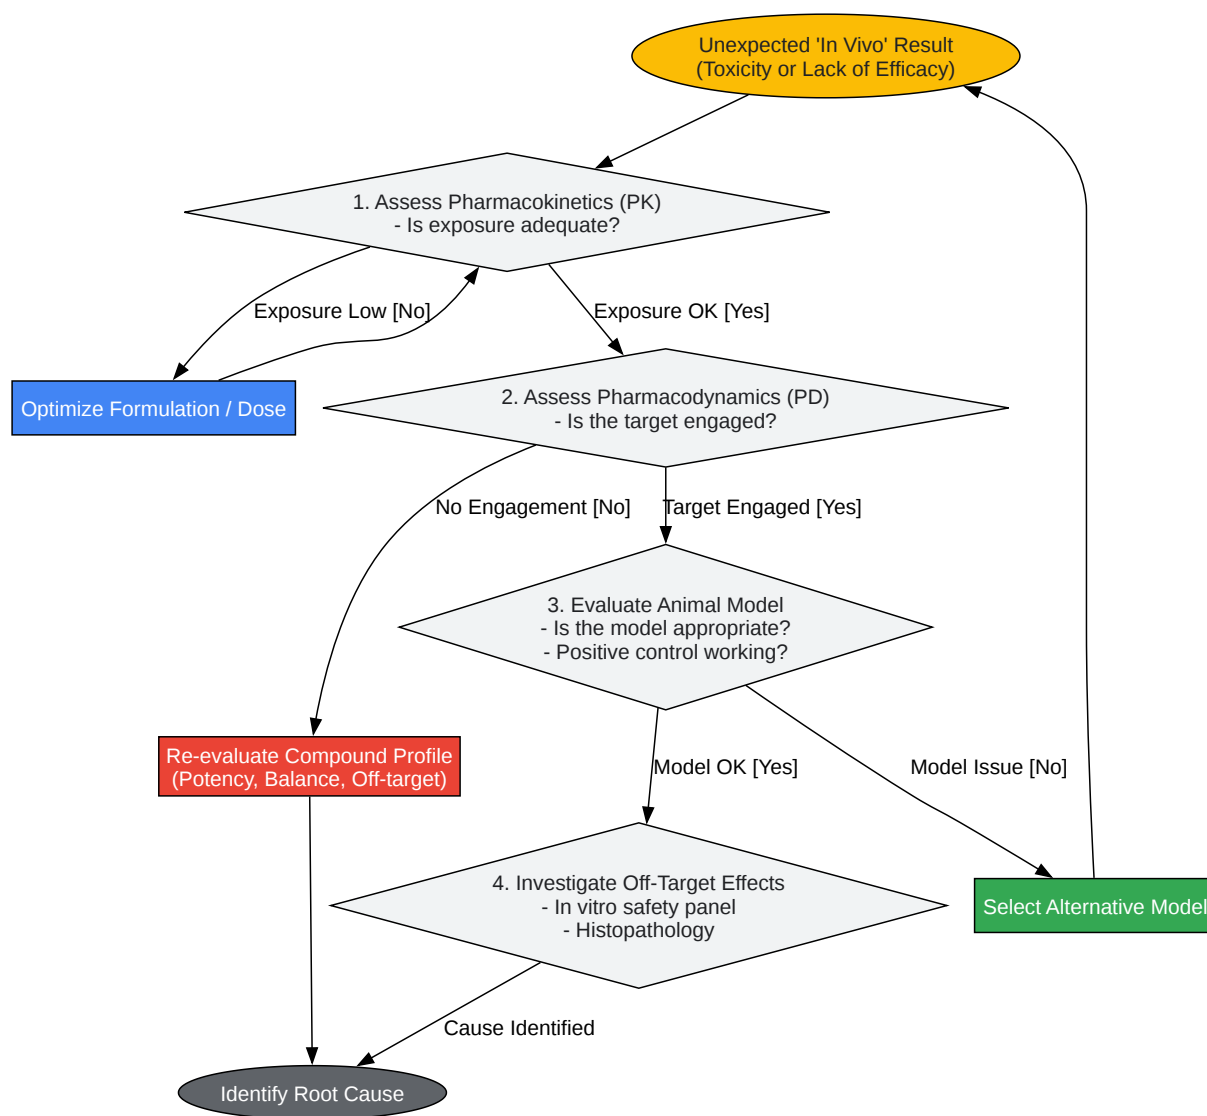 Unexpected 'In Vivo' Result
(Toxicity or Lack of Efficacy)
1. Assess Pharmacokinetics (PK)
- Is exposure adequate?
Exposure Low [No]
Exposure OK [Yes]
Optimize Formulation / Dose
2. Assess Pharmacodynamics (PD)
- Is the target engaged?
No Engagement [No]
Target Engaged [Yes]
3. Evaluate Animal Model
- Is the model appropriate?
- Positive control working?
Re-evaluate Compound Profile
(Potency, Balance, Off-target)
Model OK [Yes]
Model Issue [No]
4. Investigate Off-Target Effects
- In vitro safety panel
- Histopathology
Select Alternative Model
Cause Identified
Identify Root Cause